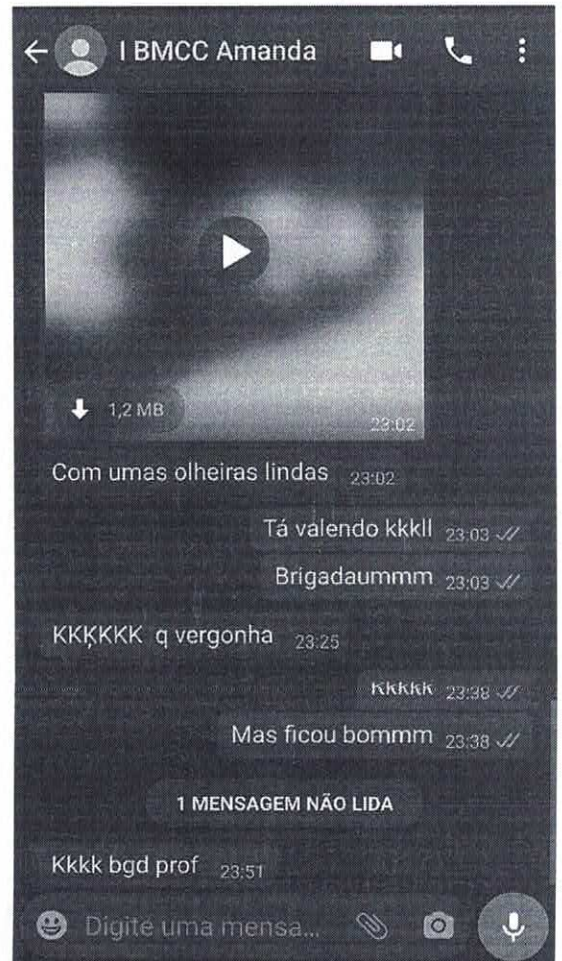 I BMCC Amanda
1,2 MB
23:02
Com umas olheiras lindas 23:02
Tá valendo kkkll 23:03
Brigadaummm 23:03
KKĶKKK q vergonha 23:25
Kkkkk 23:38
Mas ficou bommm 23:38
1 MENSAGEM NÃO LIDA
Kkkk bgd prof 23:51
Digite uma mensa...